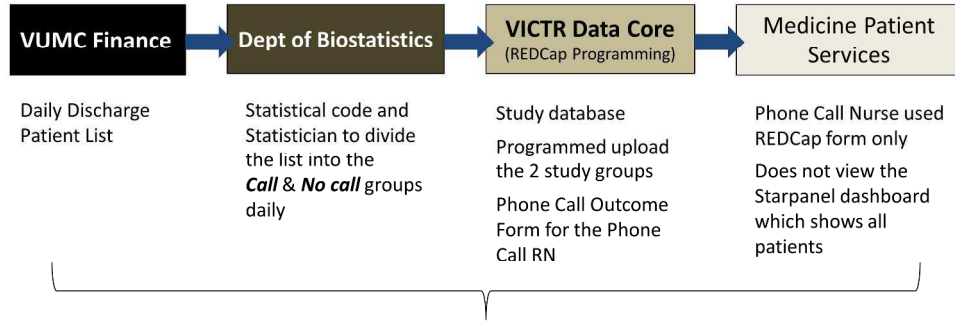 VUMC Finance
Daily Discharge
Patient List
Dept of Biostatistics
Statistical code and
Statistician to divide
the list into the
Call & No call groups
daily
VICTR Data Core
(REDCap Programming)
Study database
Programmed upload
the 2 study groups
Phone Call Outcome
Form for the Phone
Call RN
Medicine Patient
Services
Phone Call Nurse used
REDCap form only
Does not view the
Starpanel dashboard
which shows all
patients